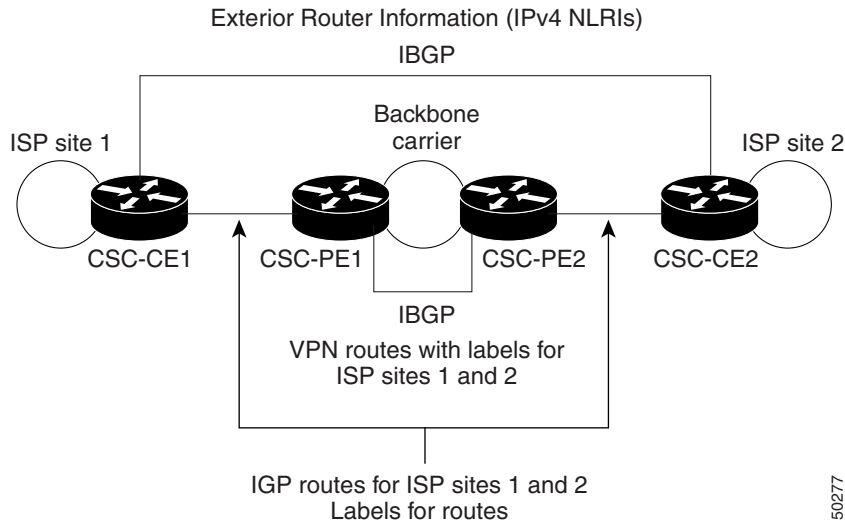 Exterior Router Information (IPv4 NLRIs)
IBGP
Backbone
carrier
ISP site 1
ISP site 2
CSC-CE1
CSC-PE1
CSC-PE2
CSC-CE2
IBGP
VPN routes with labels for
ISP sites 1 and 2
IGP routes for ISP sites 1 and 2
Labels for routes
50277